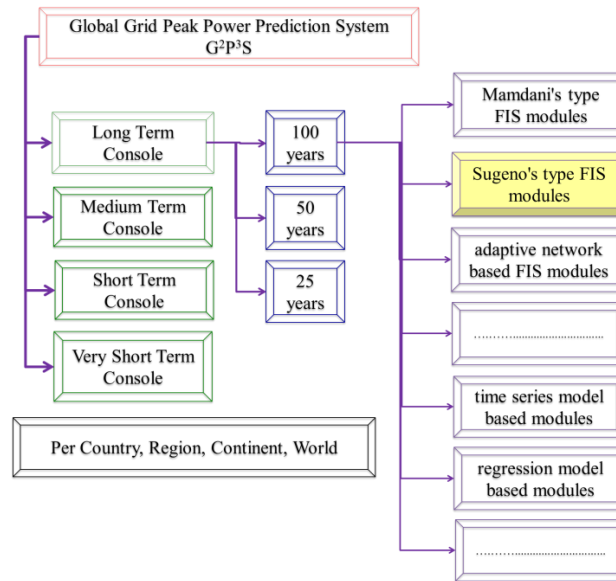 Global Grid Peak Power Prediction System
G²P³S
Long Term
Console
100
years
Medium Term
Console
50
years
Short Term
Console
25
years
Very Short Term
Console
Per Country, Region, Continent, World
Mamdani's type
FIS modules
Sugeno's type FIS
modules
adaptive network
based FIS modules
....................................
time series model
based modules
regression model
based modules
....................................